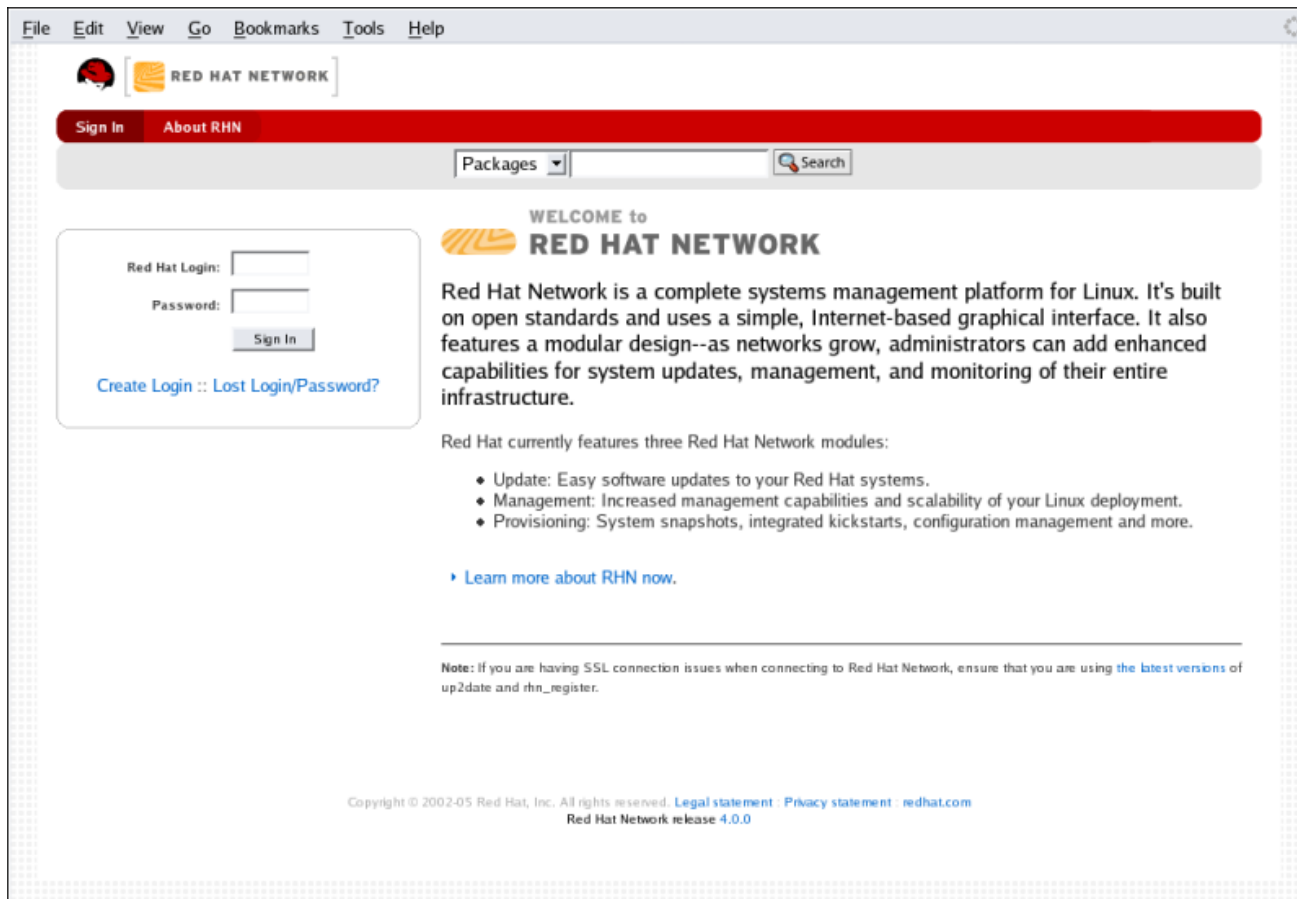 File Edit View Go Bookmarks Tools Help
RED HAT NETWORK
Sign In About RHN
Packages Search
Red Hat Login:
Password:
Sign In
Create Login :: Lost Login/Password?
WELCOME to
RED HAT NETWORK
Red Hat Network is a complete systems management platform for Linux. It's built
on open standards and uses a simple, Internet-based graphical interface. It also
features a modular design--as networks grow, administrators can add enhanced
capabilities for system updates, management, and monitoring of their entire
infrastructure.
Red Hat currently features three Red Hat Network modules:
◆ Update: Easy software updates to your Red Hat systems.
◆ Management: Increased management capabilities and scalability of your Linux deployment.
◆ Provisioning: System snapshots, integrated kickstarts, configuration management and more.
Learn more about RHN now.
Note: If you are having SSL connection issues when connecting to Red Hat Network, ensure that you are using the latest versions of
up2date and rhn_register.
Copyright © 2002-05 Red Hat, Inc. All rights reserved. Legal statement : Privacy statement : redhat.com
Red Hat Network release 4.0.0